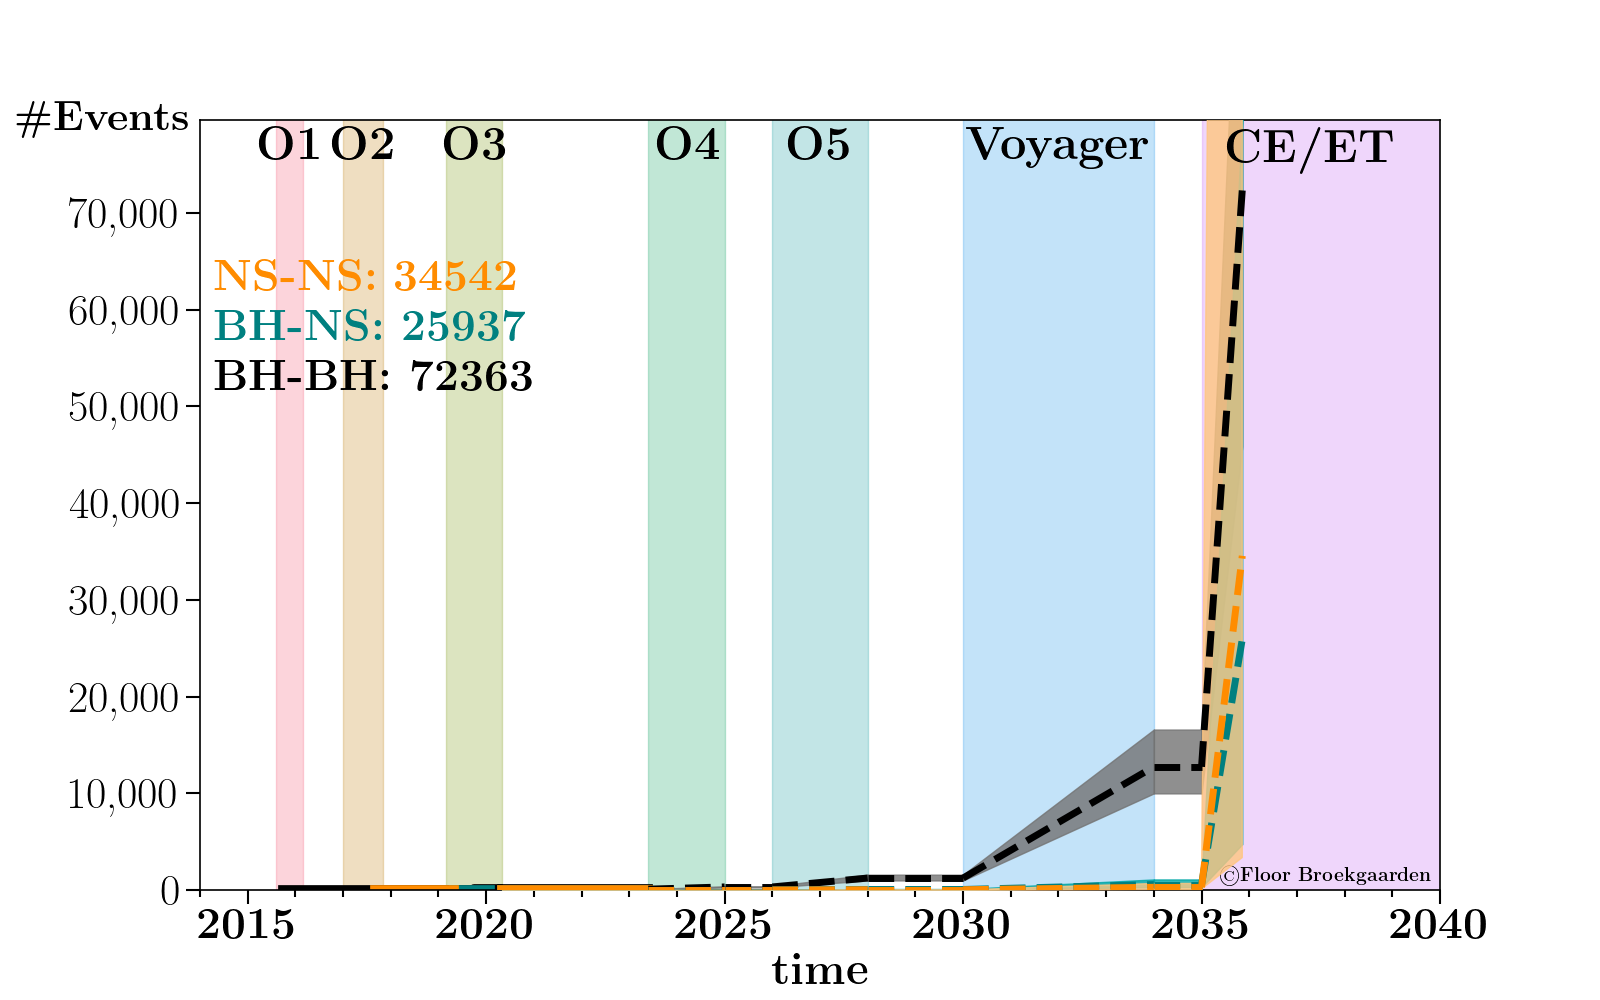 #Events
O1 O2 O3 O4 O5 Voyager CE/ET
70,000
NS-NS: 34542
60,000
BH-NS: 25937
BH-BH: 72363
50,000
40,000
30,000
20,000
10,000
©Floor Broekgaarden
0
2015 2020 2025 2030 2035 2040
time